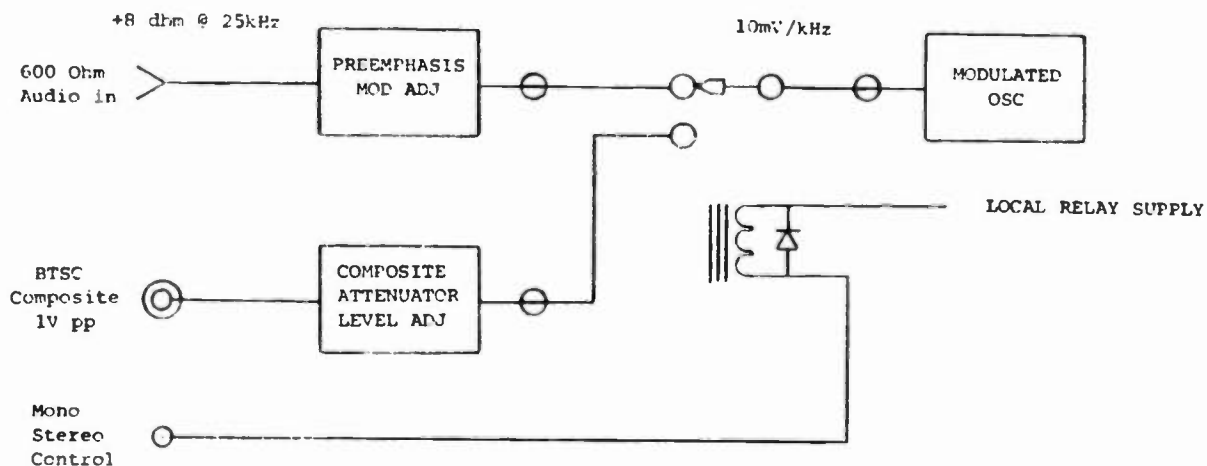 +8 dbm @ 25kHz
10mV/kHz
600 Ohm
Audio in
PREEMPHASIS
MOD ADJ
MODULATED
OSC
LOCAL RELAY SUPPLY
BTSC
Composite
1V pp
COMPOSITE
ATTENUATOR
LEVEL ADJ
Mono
Stereo
Control